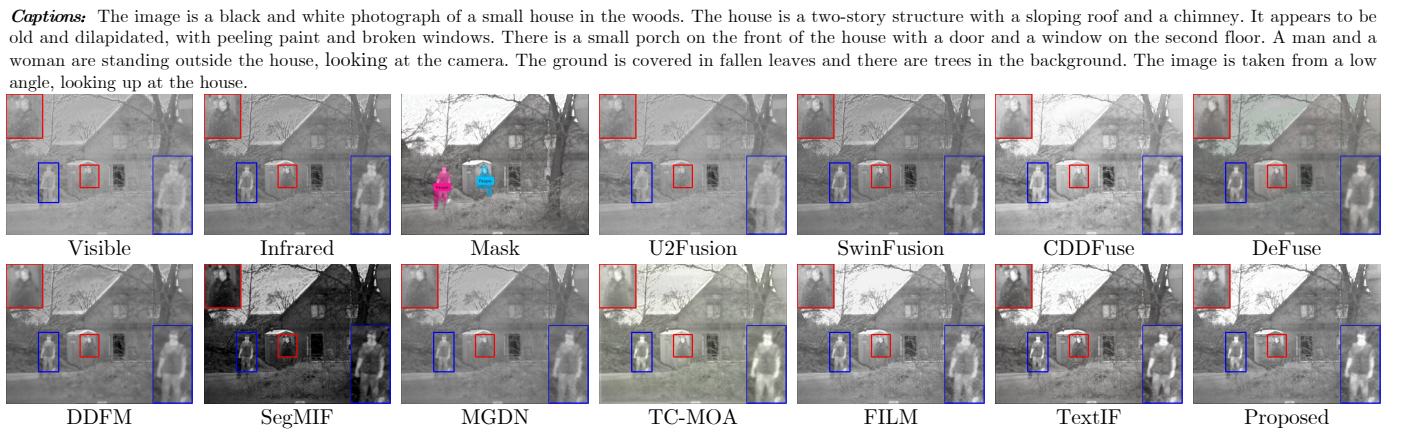 Captions: The image is a black and white photograph of a small house in the woods. The house is a two-story structure with a sloping roof and a chimney. It appears to be
old and dilapidated, with peeling paint and broken windows. There is a small porch on the front of the house with a door and a window on the second floor. A man and a
woman are standing outside the house, looking at the camera. The ground is covered in fallen leaves and there are trees in the background. The image is taken from a low
angle, looking up at the house.
People
People
Visible Infrared Mask U2Fusion SwinFusion CDDFuse DeFuse
DDFM SegMIF MGDN TC-MOA FILM TextIF Proposed